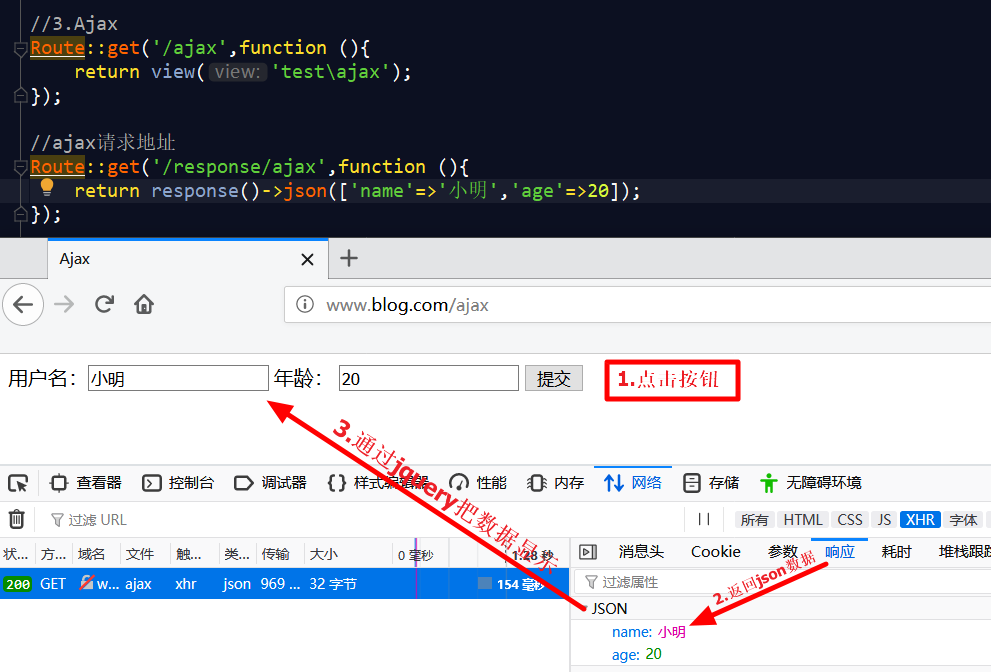 //3.Ajax
Route::get('/ajax',function (){
return view( view: 'test\ajax');
});
//ajax请求地址
Route::get('/response/ajax',function (){
return response()->json(['name'=>'小明','age'=>20]);
});
Ajax
www.blog.com/ajax
用户名: 小明 年龄: 20 提交 1.点击按钮
3.通过jquery把数据显示
查看器 控制台 调试器 样式编辑器 性能 内存 网络 存储 无障碍环境
过滤 URL 所有 HTML CSS JS XHR 字体
状... 方... 域名 文件 触... 类... 传输 大小 0 毫秒 1.28 秒 消息头 Cookie 参数 响应 耗时 堆栈跟踪
200 GET w... ajax xhr json 969 ... 32 字节 154 毫秒 过滤属性
2.返回json数据
JSON
name: 小明
age: 20